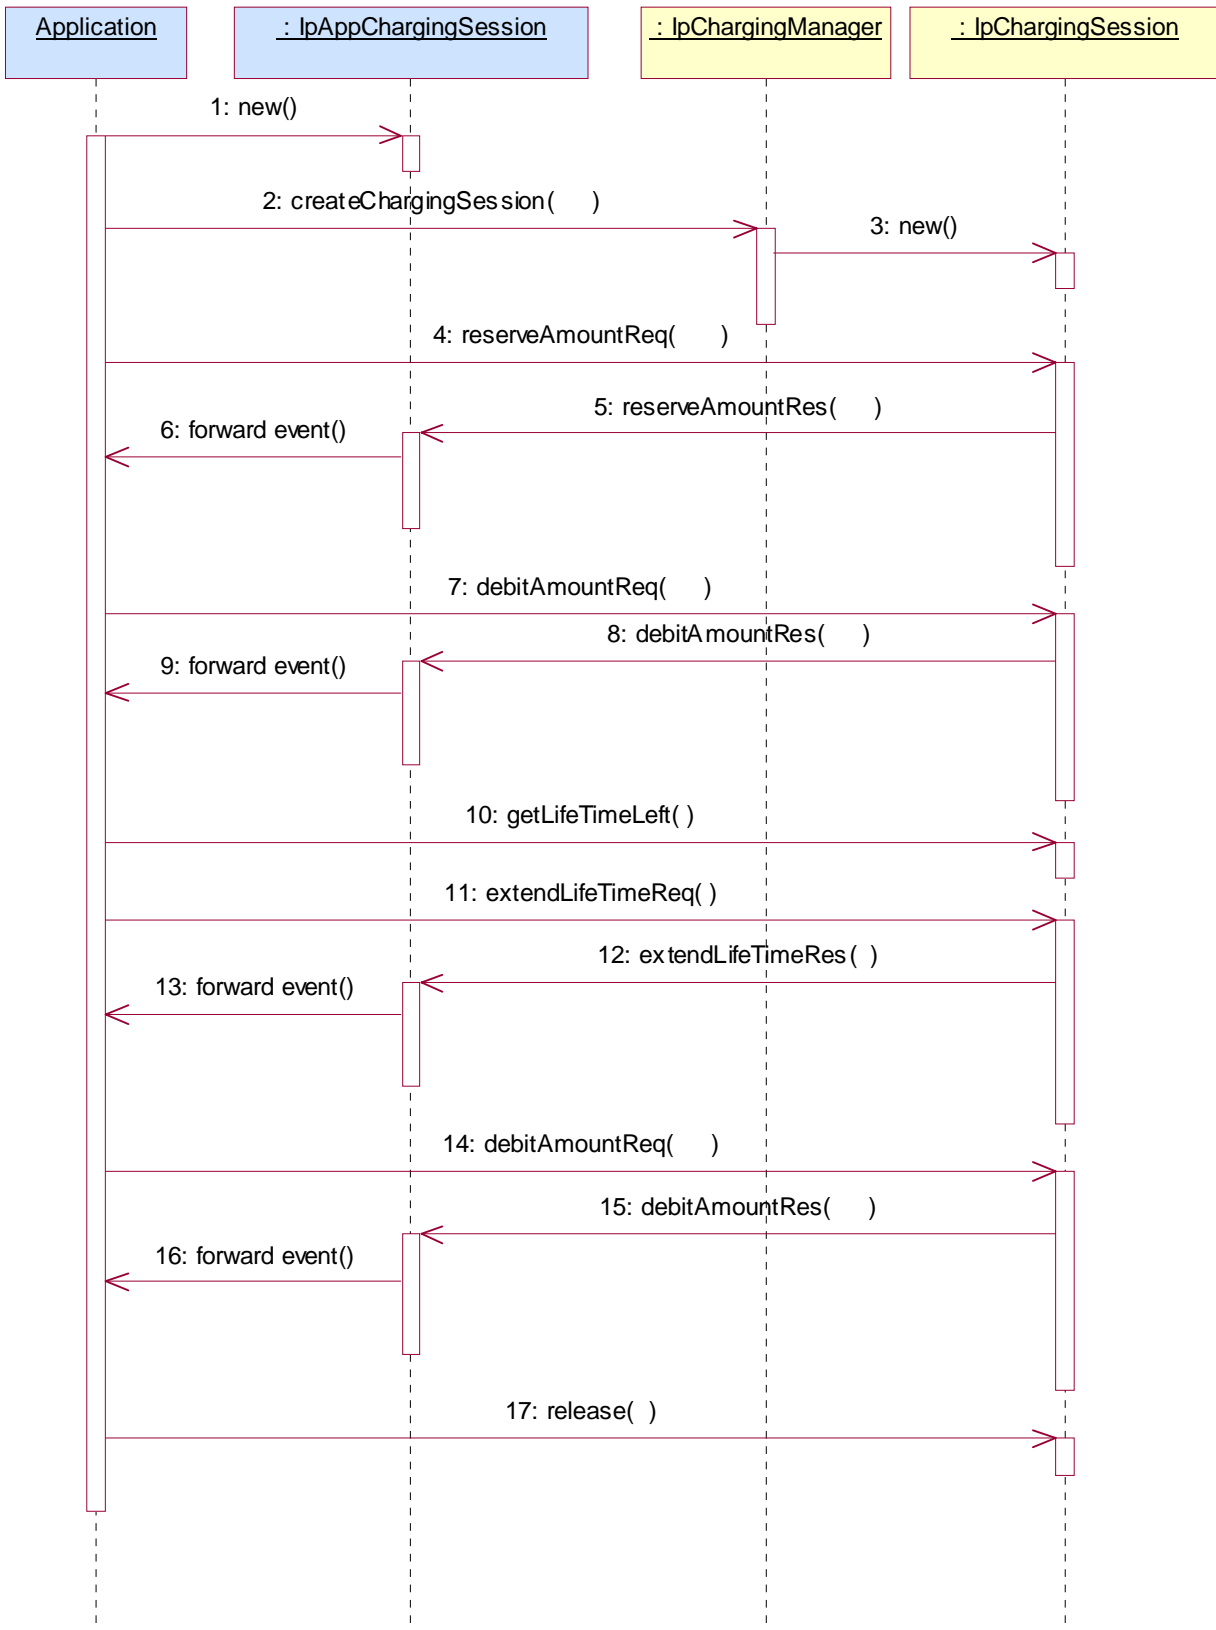 Application
: IpAppChargingSession
: IpChargingManager
: IpChargingSession
1: new()
2: createChargingSession( )
3: new()
4: reserveAmountReq( )
5: reserveAmountRes( )
6: forward event()
7: debitAmountReq( )
8: debitAmountRes( )
9: forward event()
10: getLifeTimeLeft( )
11: extendLifeTimeReq( )
12: extendLifeTimeRes( )
13: forward event()
14: debitAmountReq( )
15: debitAmountRes( )
16: forward event()
17: release( )